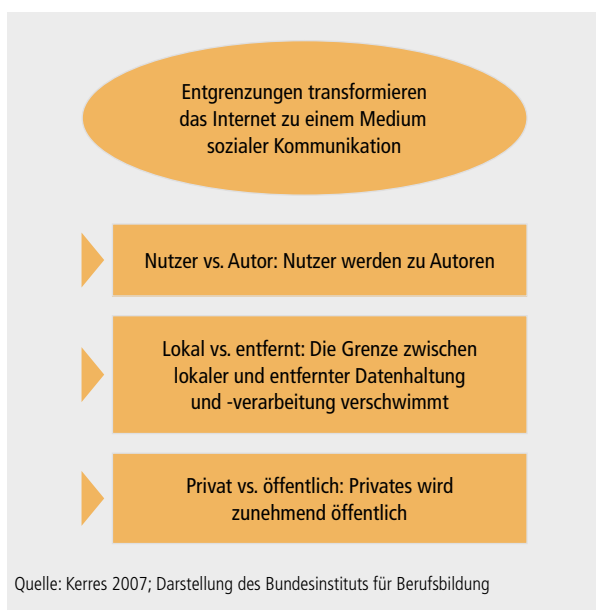 Entgrenzungen transformieren
das Internet zu einem Medium
sozialer Kommunikation
Nutzer vs. Autor: Nutzer werden zu Autoren
Lokal vs. entfernt: Die Grenze zwischen
lokaler und entfernter Datenhaltung
und -verarbeitung verschwimmt
Privat vs. öffentlich: Privates wird
zunehmend öffentlich
Quelle: Kerres 2007; Darstellung des Bundesinstituts für Berufsbildung